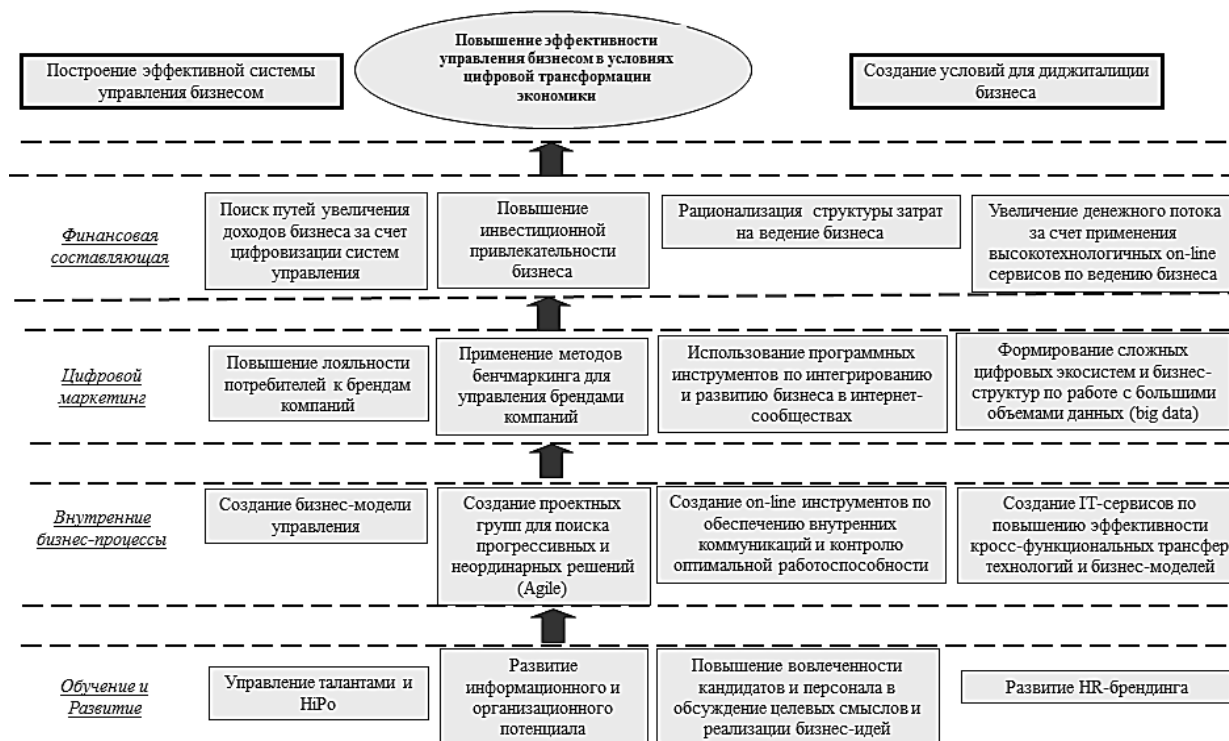 Повышение эффективности
управления бизнесом в условиях
цифровой трансформации
экономики
Построение эффективной системы
управления бизнесом
Создание условий для диджиталиции
бизнеса
Финансовая
составляющая
Поиск путей увеличения
доходов бизнеса за счет
цифровизации систем
управления
Повышение
инвестиционной
привлекательности
бизнеса
Рационализация структуры затрат
на ведение бизнеса
Увеличение денежного потока
за счет применения
высокотехнологичных on-line
сервисов по ведению бизнеса
Цифровой
маркетинг
Повышение лояльности
потребителей к брендам
компаний
Применение методов
бенчмаркинга для
управления брендами
компаний
Использование программных
инструментов по интегрированию
и развитию бизнеса в интернет-
сообществах
Формирование сложных
цифровых экосистем и бизнес-
структур по работе с большими
объемами данных (big data)
Внутренние
бизнес-процессы
Создание бизнес-модели
управления
Создание проектных
групп для поиска
прогрессивных и
неординарных решений
(Agile)
Создание on-line инструментов по
обеспечению внутренних
коммуникаций и контролю
оптимальной работоспособности
Создание IT-сервисов по
повышению эффективности
кросс-функциональных трансфер
технологий и бизнес-моделей
Обучение и
Развитие
Управление талантами и
HiPo
Развитие
информационного и
организационного
потенциала
Повышение вовлеченности
кандидатов и персонала в
обсуждение целевых смыслов и
реализации бизнес-идей
Развитие HR-брендинга